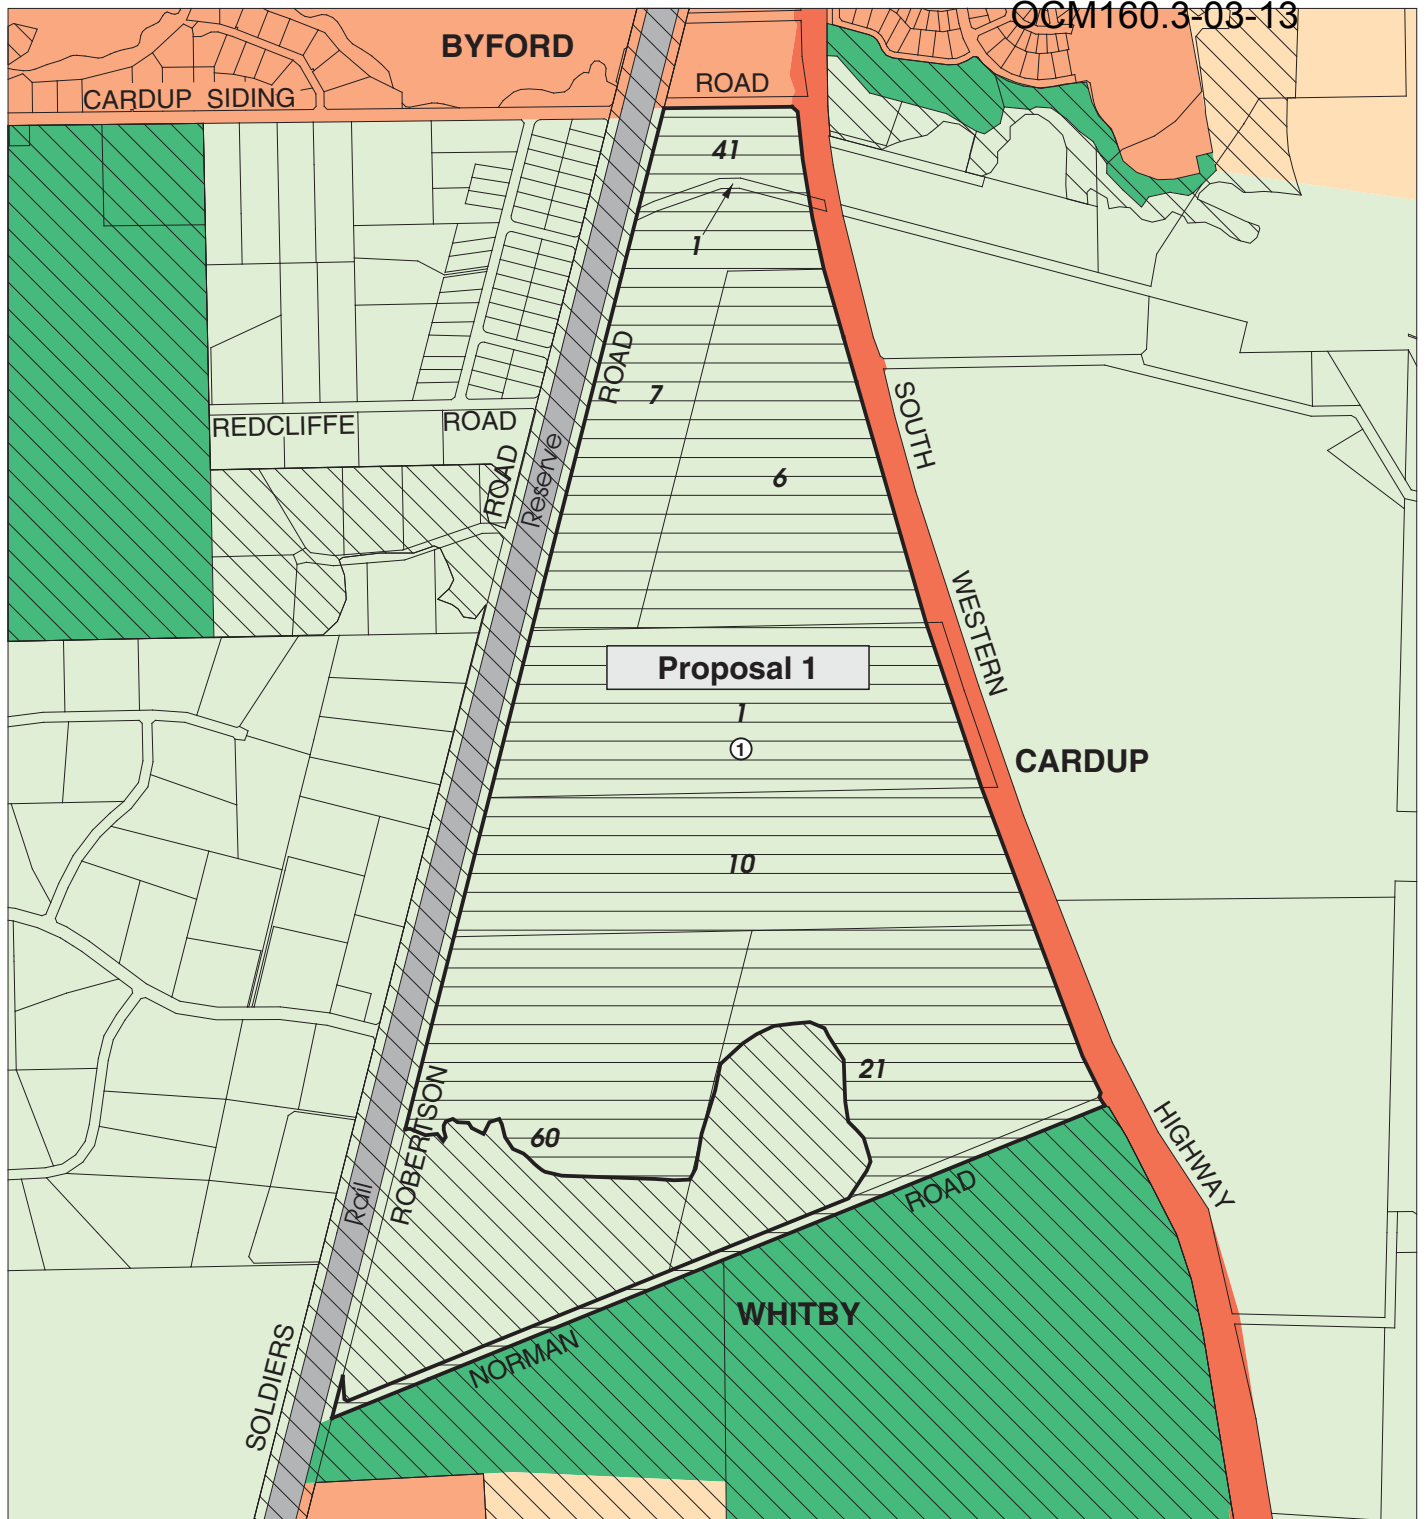 OCM160.3-03-13
BYFORD
ROAD
CARDUP SIDING
41
1
ROAD
7
SOUTH
REDCLIFFE
ROAD
ROAD
Reserve
6
WESTERN
Proposal 1
1
1
CARDUP
10
21
ROBERTSON
60
HIGHWAY
Rail
ROAD
WHITBY
NORMAN
SOLDIERS